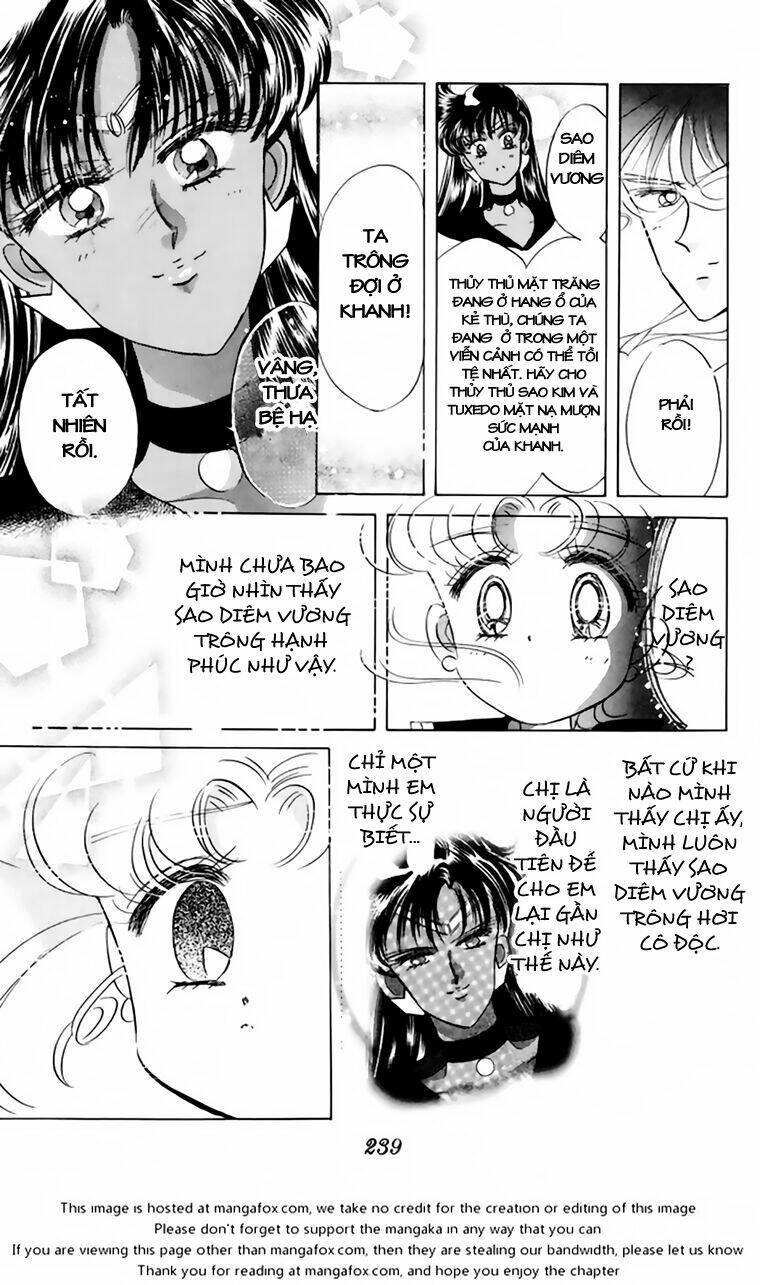 PHẢI
RỒI!
SAO
DIÊM
VƯƠNG
THỦY THỦ MẶT TRĂNG
ĐANG Ở HANG Ổ CỦA
KẺ THÙ, CHÚNG TA
ĐANG Ở TRONG MỘT
VIỄN CẢNH CÓ THỂ TỒI
TỆ NHẤT. HÃY CHO
THỦY THỦ SAO KIM VÀ
TUXEDO MẶT NẠ MƯỢN
SỨC MẠNH
CỦA KHANH.
TA
TRÔNG
ĐỢI Ở
KHANH!
VÂNG,
THƯA
BỆ HẠ
TẤT
NHIÊN
RỒI.
SAO
DIÊM
VƯƠNG
?
MÌNH CHƯA BAO
GIỜ NHÌN THẤY
SAO DIÊM VƯƠNG
TRÔNG HẠNH
PHÚC NHƯ VẬY.
BẤT CỨ KHI
NÀO MÌNH
THẤY CHỊ ẤY,
MÌNH LUÔN
THẤY SAO
DIÊM VƯƠNG
TRÔNG HƠI
CÔ ĐỘC.
CHỊ LÀ
NGƯỜI
ĐẦU
TIÊN ĐỂ
CHO EM
LẠI GẦN
CHỊ NHƯ
THẾ NÀY.
CHỈ MỘT
MÌNH EM
THỰC SỰ
BIẾT...
239
This image is hosted at mangafox.com, we take no credit for the creation or editing of this image
Please don't forget to support the mangaka in any way that you can
If you are viewing this page other than mangafox.com, then they are stealing our bandwidth, please let us know
Thank you for reading at mangafox.com, and hope you enjoy the chapter